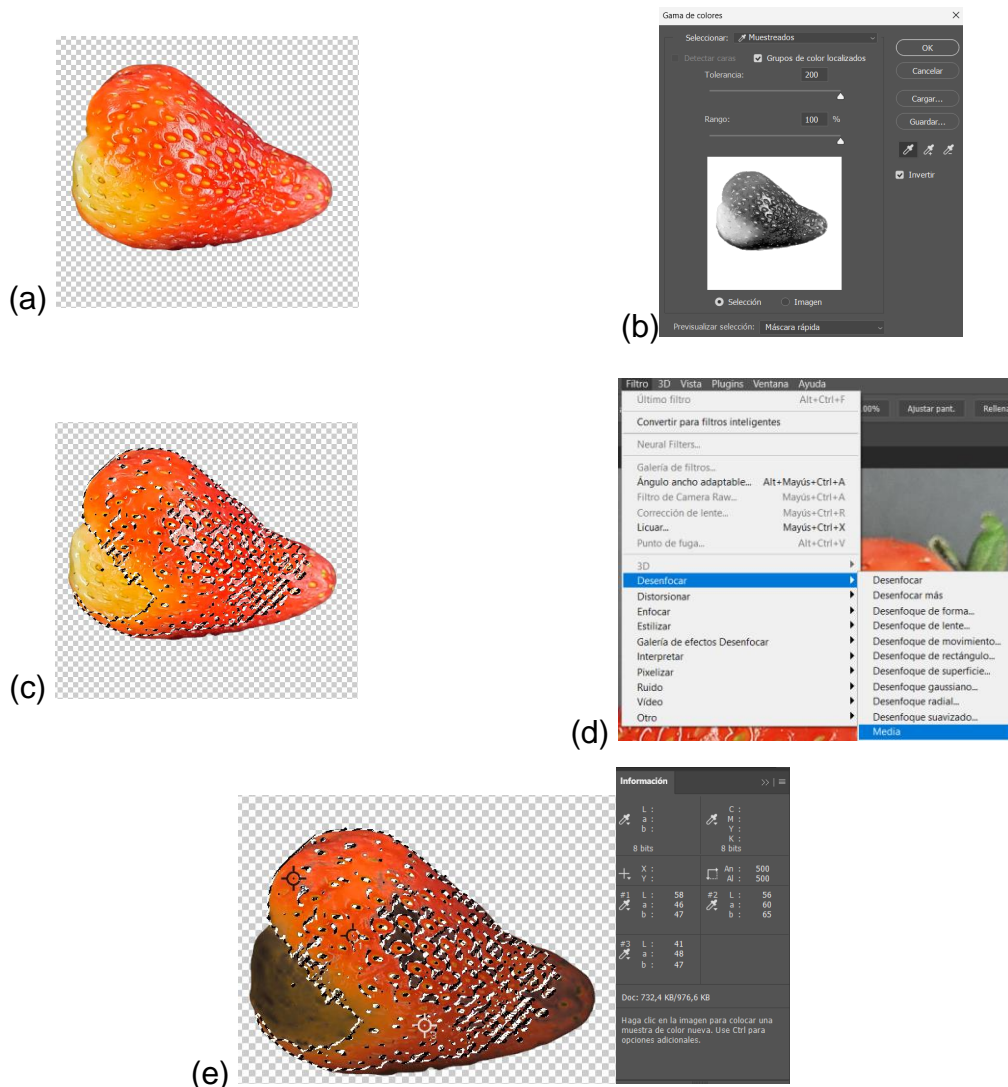 (a)
Gama de colores
Seleccionar: Muestreados
Detectar caras Grupos de color localizados
Tolerancia: 200
Rango: 100 %
Selección Imagen
Previsualizar selección: Máscara rápida
OK
Cancelar
Cargar...
Guardar...
Invertir
(b)
(c)
Filtro 3D Vista Plugins Ventana Ayuda
Último filtro Alt+Ctrl+F
Convertir para filtros inteligentes
Neural Filters...
Galería de filtros...
Ángulo ancho adaptable... Alt+Mayús+Ctrl+A
Filtro de Camera Raw... Mayús+Ctrl+A
Corrección de lente... Mayús+Ctrl+R
Licuar... Mayús+Ctrl+X
Punto de fuga... Alt+Ctrl+V
3D
Desenfocar
Distorsionar
Enfocar
Estilizar
Galería de efectos Desenfocar
Interpretar
Pixelizar
Ruido
Vídeo
Otro
.00% Ajustar pant. Rellena
Desenfocar
Desenfocar más
Desenfoque de forma...
Desenfoque de lente...
Desenfoque de movimiento...
Desenfoque de rectángulo...
Desenfoque de superficie...
Desenfoque gaussiano...
Desenfoque radial...
Desenfoque suavizado...
Media
(d)
Información
L : C :
a : M :
b : Y :
K :
8 bits 8 bits
X : An : 500
Y : Al : 500
#1 L : 58 #2 L : 56
a : 46 a : 60
b : 47 b : 65
#3 L : 41
a : 48
b : 47
Doc: 732,4 KB/976,6 KB
Haga clic en la imagen para colocar una
muestra de color nueva. Use Ctrl para
opciones adicionales.
(e)